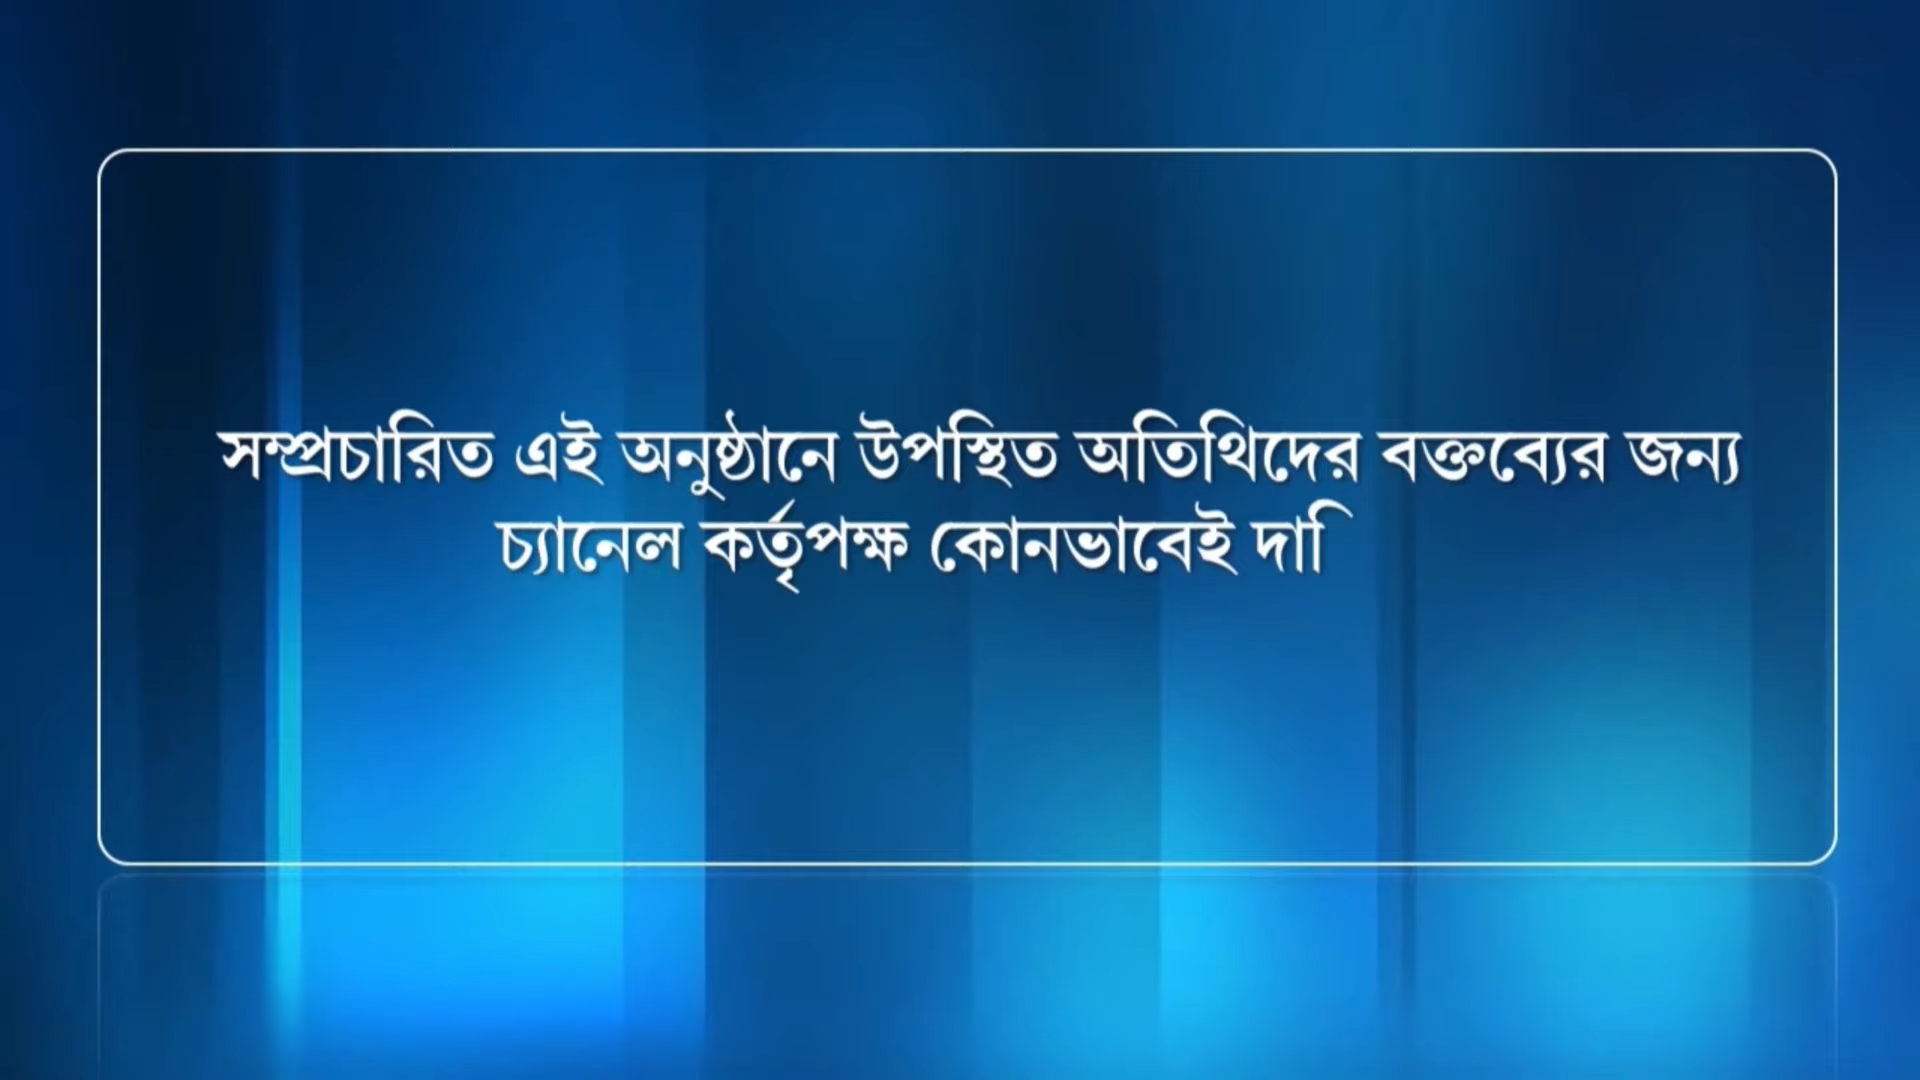 সম্প্রচারিত এই অনুষ্ঠানে উপস্থিত অতিথিদের বক্তব্যের জন্য
চ্যানেল কর্তৃপক্ষ কোনভাবেই দাি